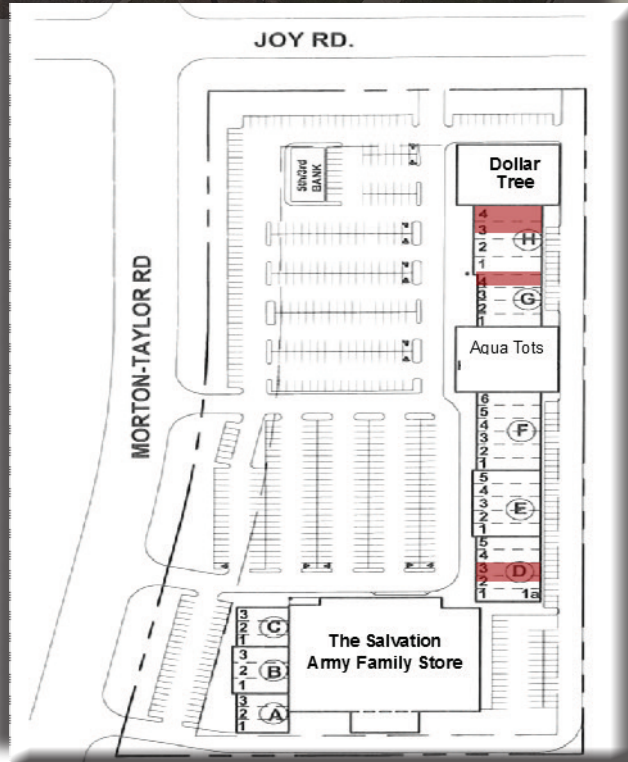 JOY RD.
MORTON-TAYLOR RD
5th/3rd
BANK
Dollar
Tree
4
3
2
1
H
4
3
2
1
G
Aqua Tots
6
5
4
3
2
1
F
5
4
3
2
1
E
5
4
3
2
1
1a
D
3
2
1
C
3
2
1
B
3
2
1
A
The Salvation
Army Family Store